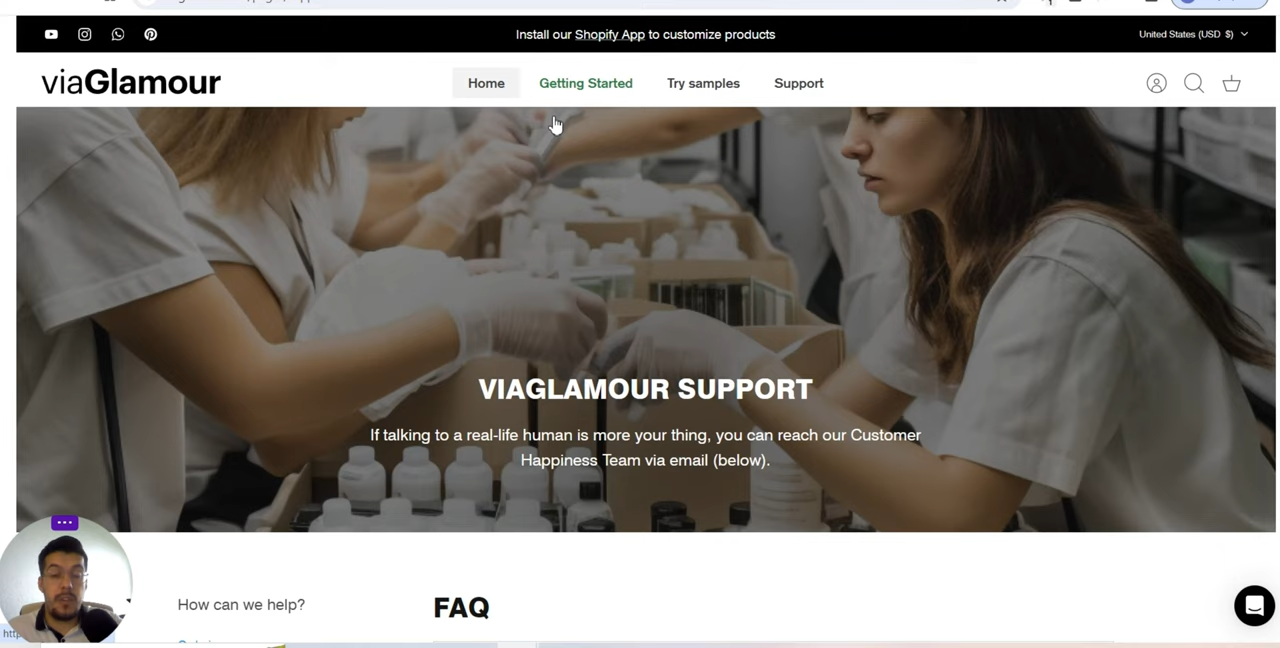 Install our Shopify App to customize products
United States (USD $)
viaGlamour
Home
Getting Started
Try samples
Support
VIAGLAMOUR SUPPORT
If talking to a real-life human is more your thing, you can reach our Customer
Happiness Team via email (below).
How can we help?
FAQ